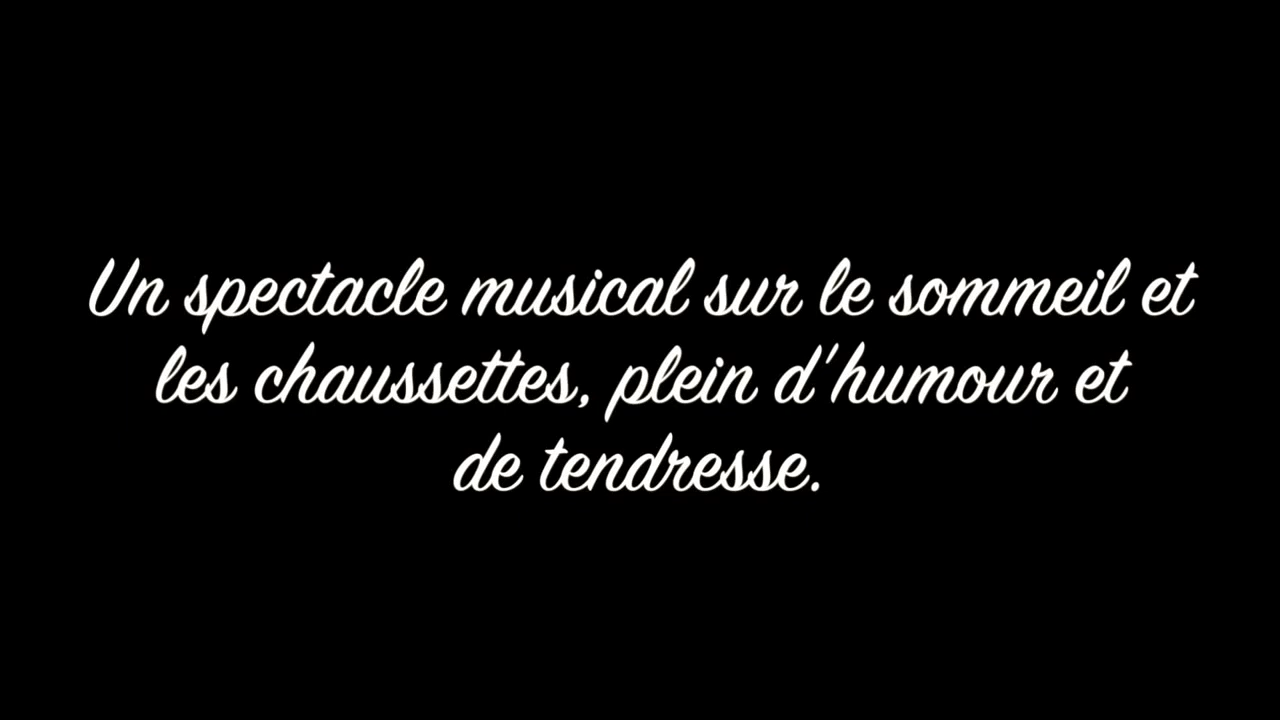 Un spectacle musical sur le sommeil et
les chaussettes, plein d'humour et
de tendresse.